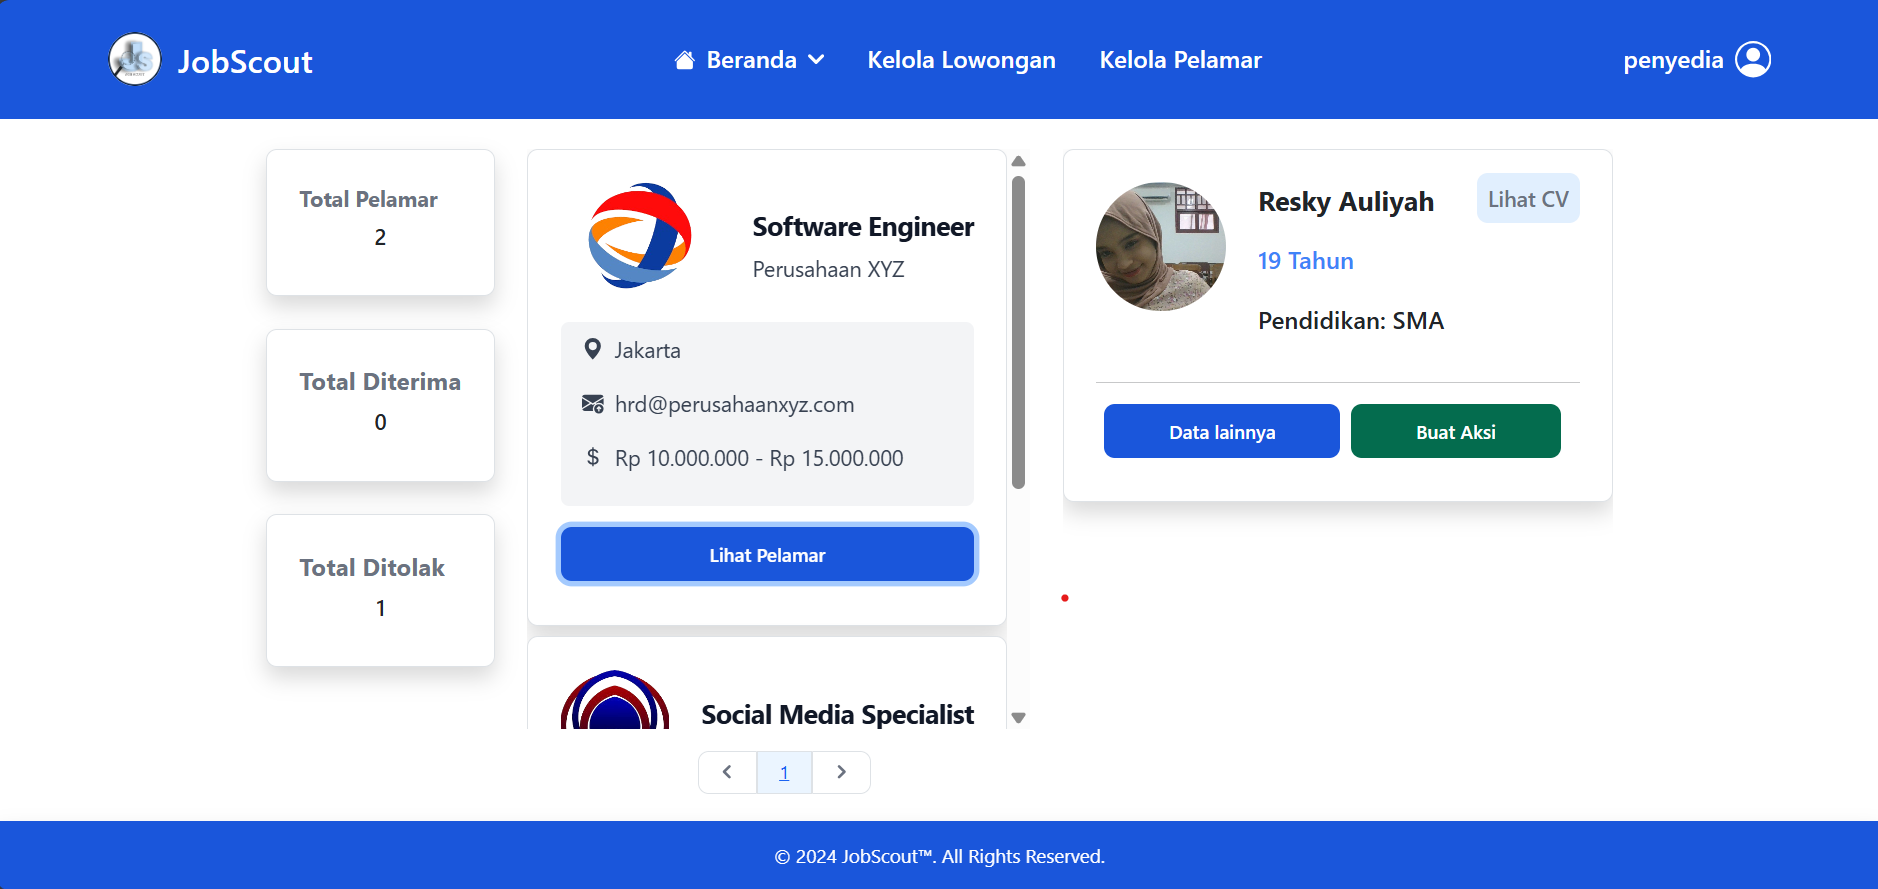 JobScout
Beranda
Kelola Lowongan
Kelola Pelamar
penyedia
Total Pelamar
2
Total Diterima
0
Total Ditolak
1
Software Engineer
Perusahaan XYZ
Jakarta
hrd@perusahaanxyz.com
Rp 10.000.000 - Rp 15.000.000
Lihat Pelamar
Social Media Specialist
1
Resky Auliyah
Lihat CV
19 Tahun
Pendidikan: SMA
Data lainnya
Buat Aksi
© 2024 JobScout™. All Rights Reserved.